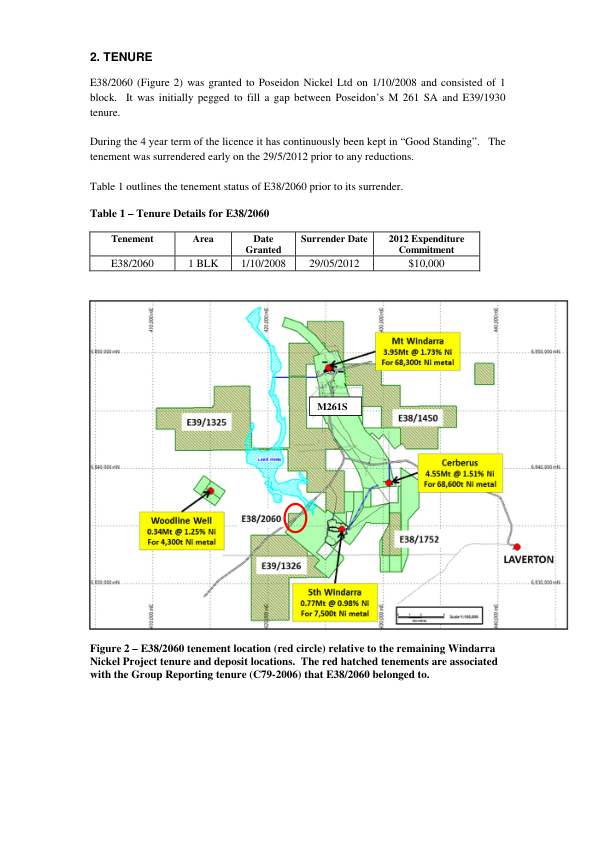 2. TENURE
E38/2060 (Figure 2) was granted to Poseidon Nickel Ltd on 1/10/2008 and consisted of 1
block. It was initially pegged to fill a gap between Poseidon's M 261 SA and E39/1930
tenure.
During the 4 year term of the licence it has continuously been kept in "Good Standing". The
tenement was surrendered early on the 29/5/2012 prior to any reductions.
Table 1 outlines the tenement status of E38/2060 prior to its surrender.
Table 1 – Tenure Details for E38/2060
Tenement Area Date Granted Surrender Date 2012 Expenditure Commitment
E38/2060 1 BLK 1/10/2008 29/05/2012 $10,000
Mt Windarra
3.95Mt @ 1.73% Ni
For 68,300t Ni metal
M261S
E39/1325
E38/1450
Cerberus
4.55Mt @ 1.51% Ni
For 68,600t Ni metal
Woodline Well
0.34Mt @ 1.25% Ni
For 4,300t Ni metal
E38/2060
E38/1752
LAVERTON
E39/1326
Sth Windarra
0.77Mt @ 0.98% Ni
For 7,500t Ni metal
Figure 2 – E38/2060 tenement location (red circle) relative to the remaining Windarra
Nickel Project tenure and deposit locations. The red hatched tenements are associated
with the Group Reporting tenure (C79-2006) that E38/2060 belonged to.